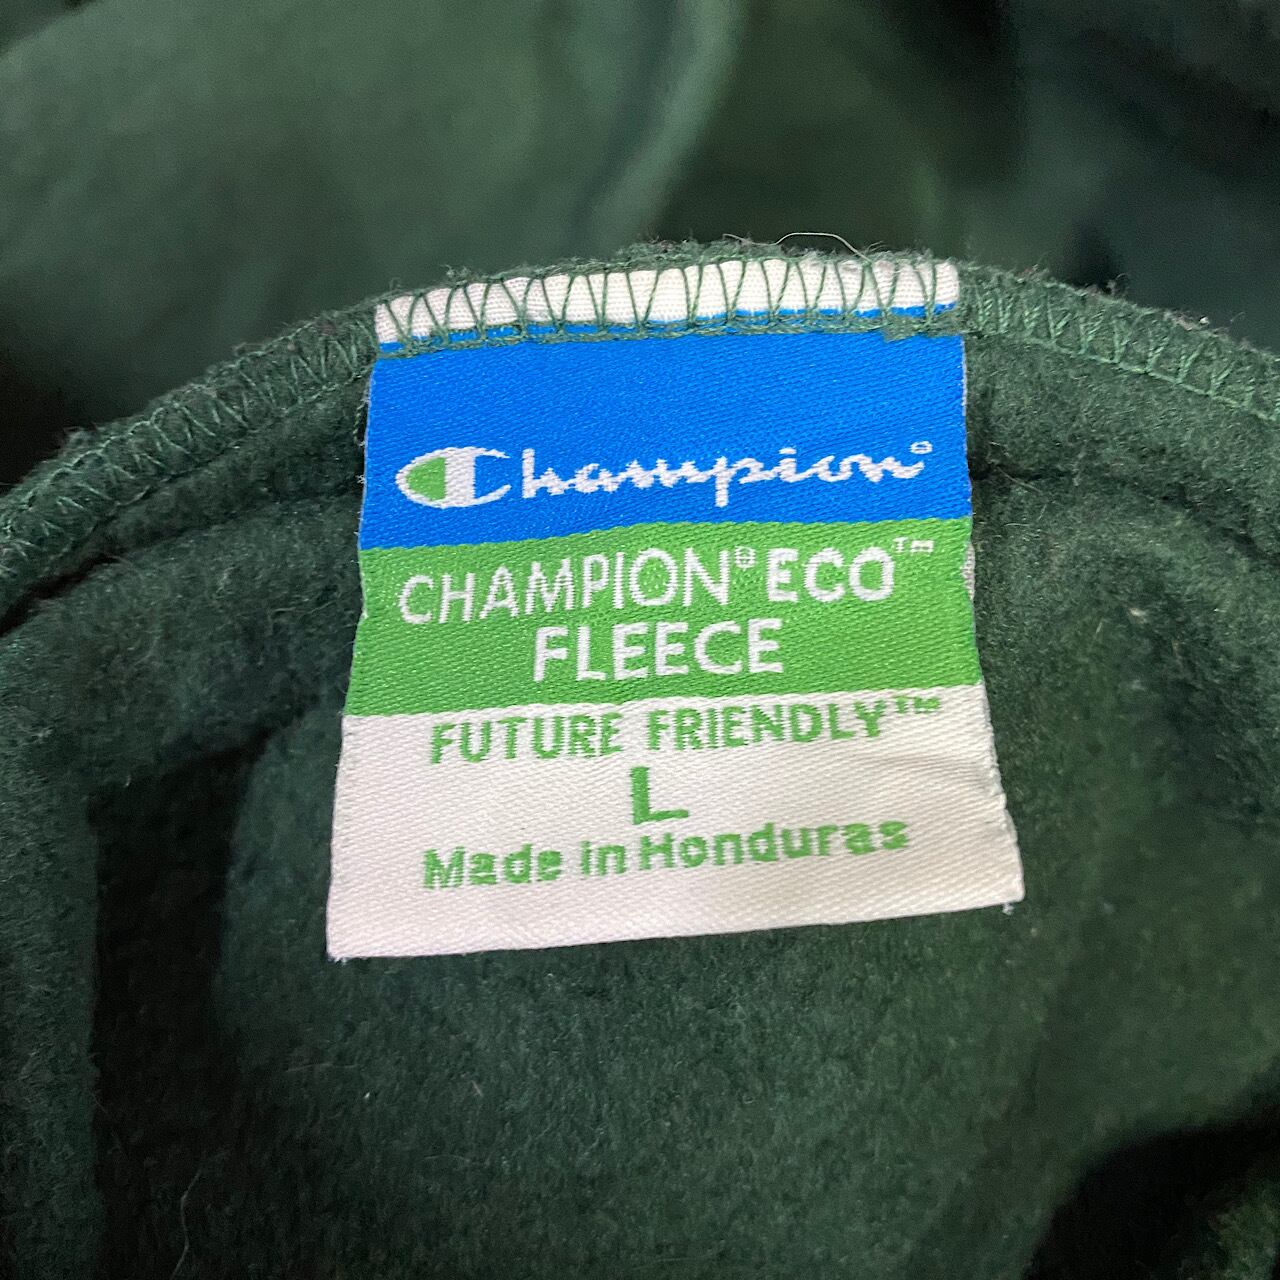 Champion®
CHAMPION® ECO™
FLEECE
FUTURE FRIENDLY™
L
Made in Honduras